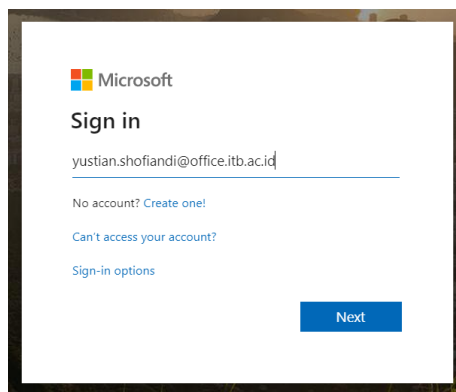 Microsoft
Sign in
yustian.shofiandi@office.itb.ac.id
No account? Create one!
Can't access your account?
Sign-in options
Next